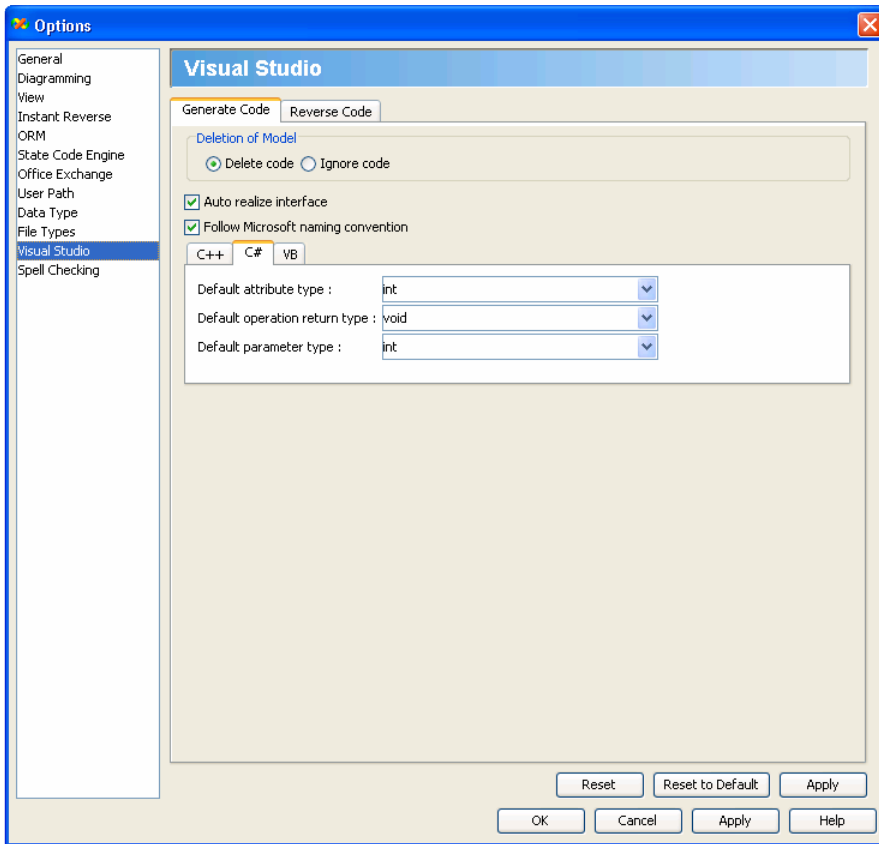 Options
General
Diagramming
View
Instant Reverse
ORM
State Code Engine
Office Exchange
User Path
Data Type
File Types
Visual Studio
Spell Checking
Visual Studio
Generate Code Reverse Code
Deletion of Model
Delete code Ignore code
Auto realize interface
Follow Microsoft naming convention
C++ C# VB
Default attribute type : int
Default operation return type : void
Default parameter type : int
Reset Reset to Default Apply
OK Cancel Apply Help